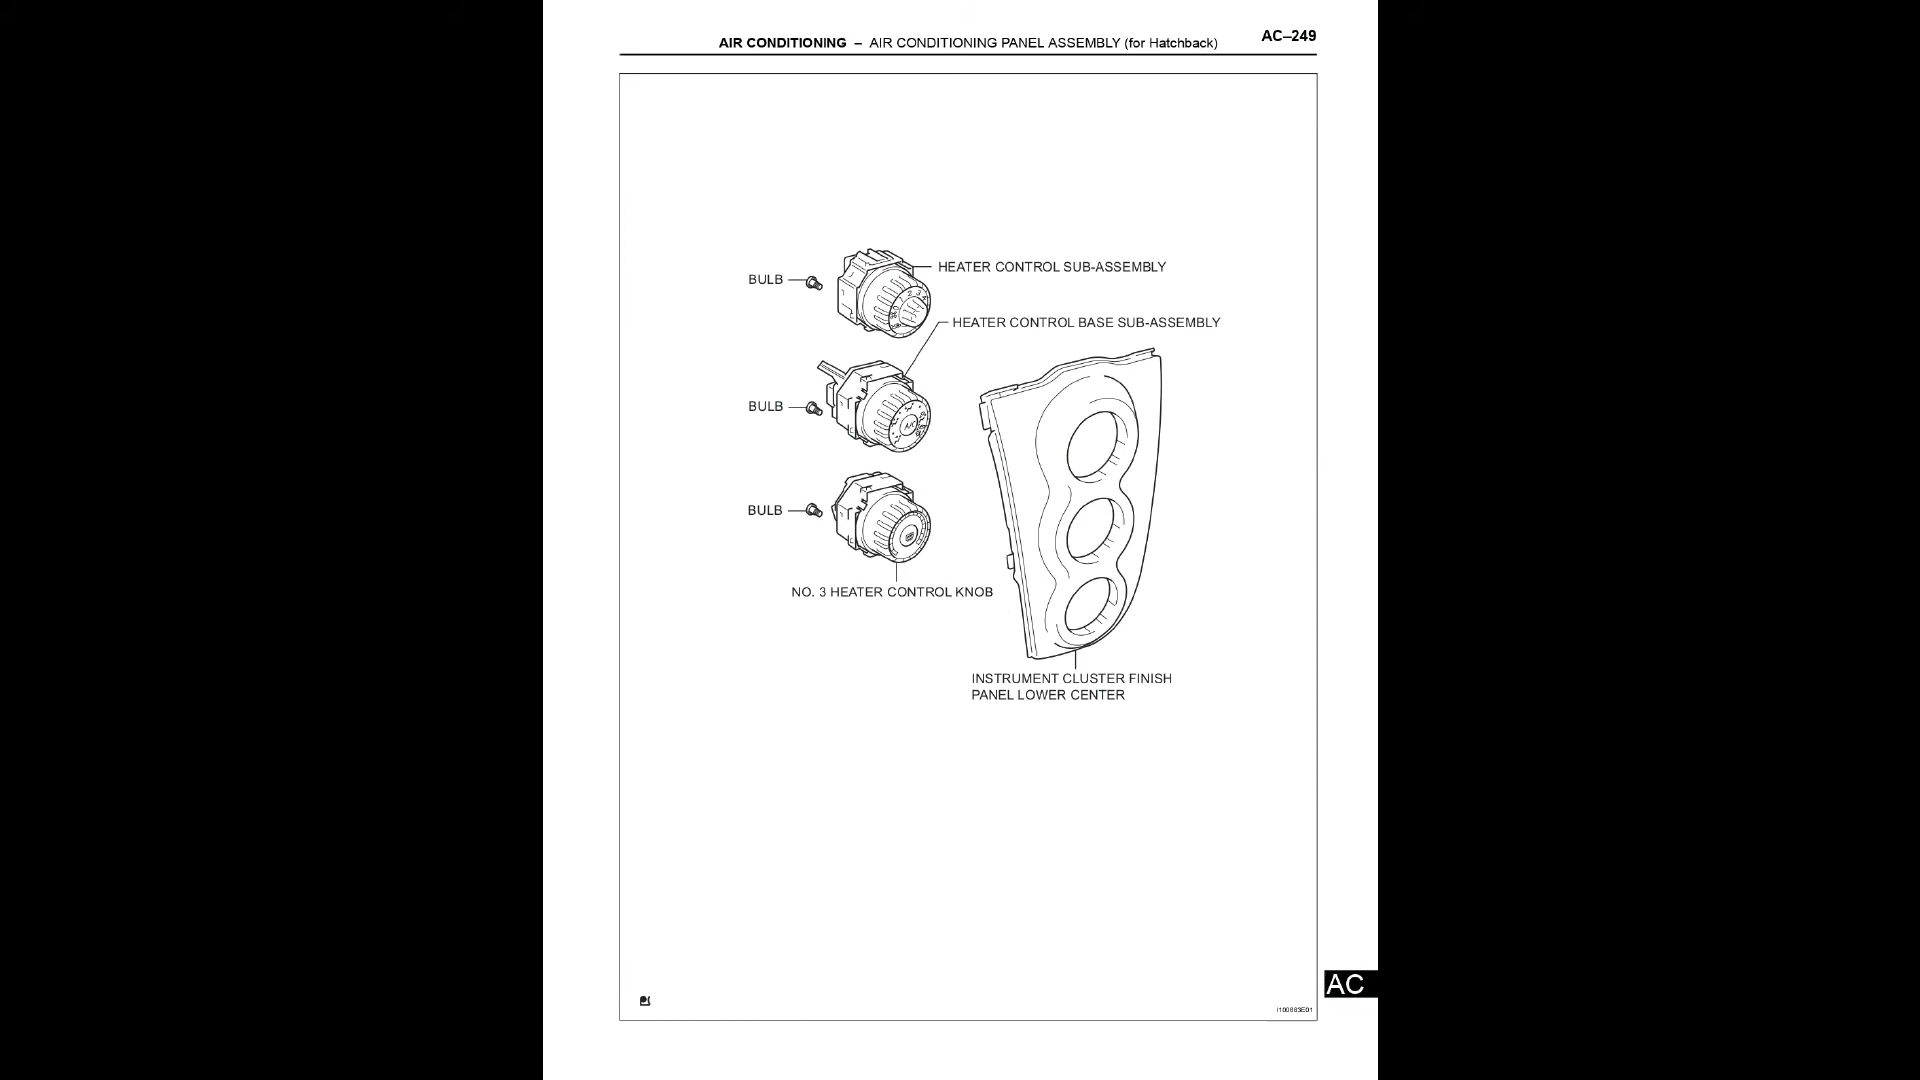 AIR CONDITIONING – AIR CONDITIONING PANEL ASSEMBLY (for Hatchback)
AC–249
HEATER CONTROL SUB-ASSEMBLY
BULB
HEATER CONTROL BASE SUB-ASSEMBLY
BULB
A/C
BULB
NO. 3 HEATER CONTROL KNOB
INSTRUMENT CLUSTER FINISH
PANEL LOWER CENTER
AC
I100883E01